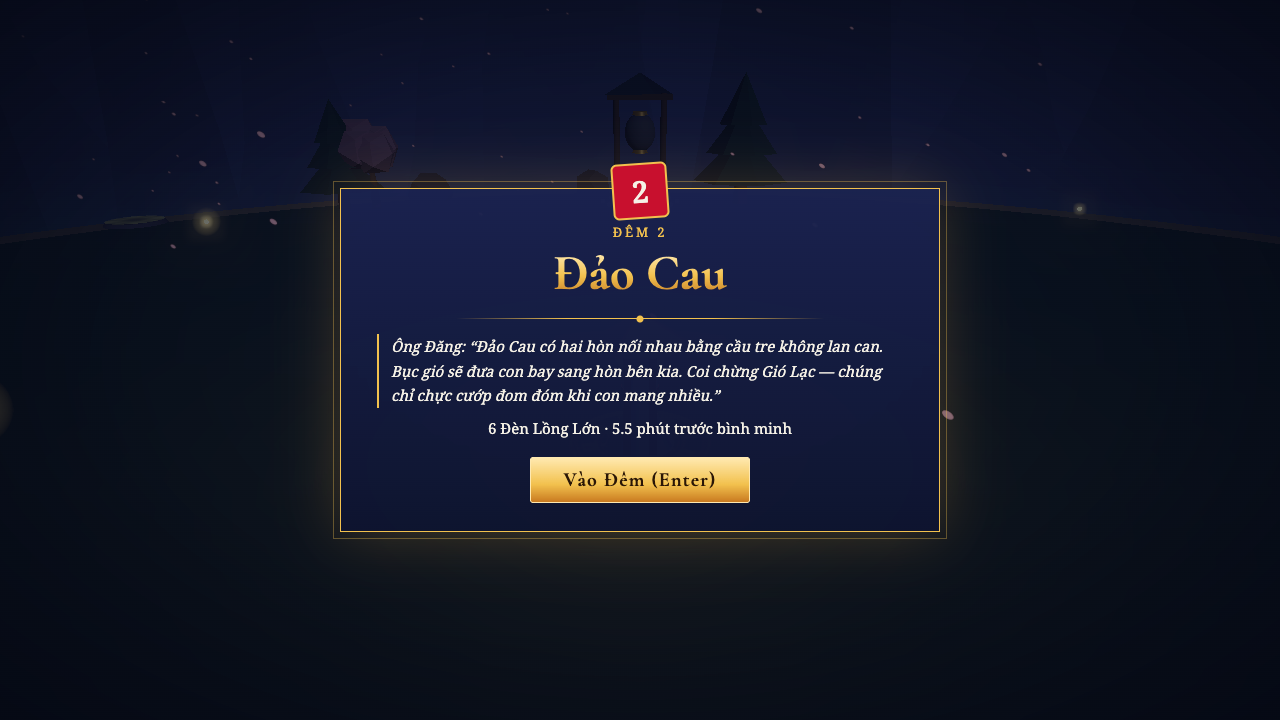 2
ĐÊM 2
Đảo Cau
Ông Đăng: “Đảo Cau có hai hòn nối nhau bằng cầu tre không lan can.
Bục gió sẽ đưa con bay sang hòn bên kia. Coi chừng Gió Lạc — chúng
chỉ chực cướp đom đóm khi con mang nhiều.”
6 Đèn Lồng Lớn · 5.5 phút trước bình minh
Vào Đêm (Enter)